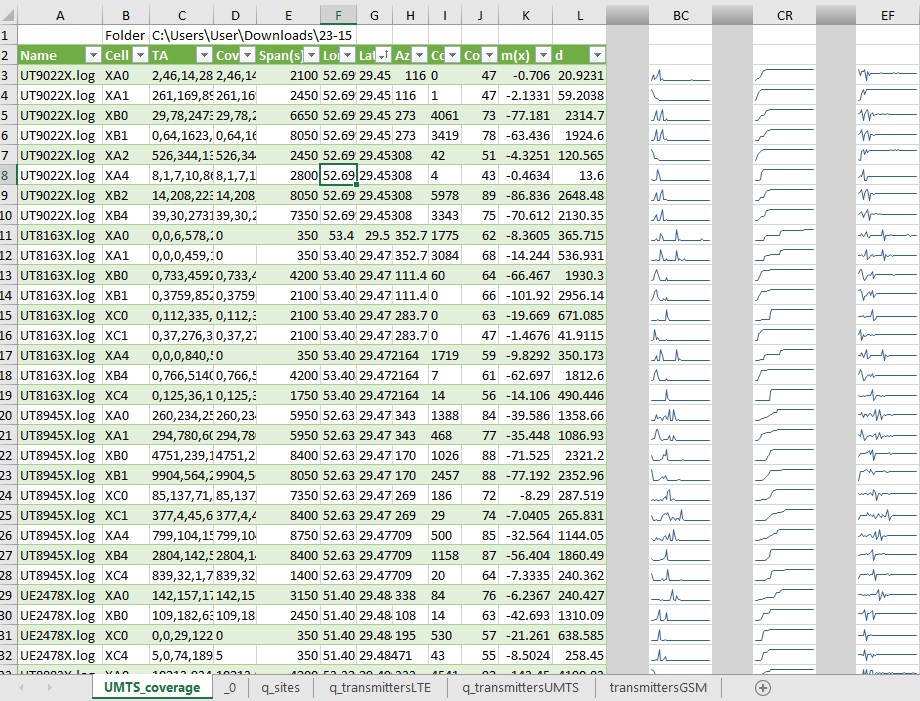 A B C D E F G H I J K L BC CR EF
1 Folder C:\Users\User\Downloads\23-15
2 Name Cell TA Cov Span(s) Lo Lat Az Co Co m(x) d
3 UT9022X.log XA0 2,46,14,28 2,46,14 2100 52.69 29.45 116 0 47 -0.706 20.9231
4 UT9022X.log XA1 261,169,89 261,16 2450 52.69 29.45 116 1 47 -2.1331 59.2038
5 UT9022X.log XB0 29,78,247 29,78,2 6650 52.69 29.45 273 4061 73 -77.181 2314.7
6 UT9022X.log XB1 0,64,1623, 0,64,16 8050 52.69 29.45 273 3419 78 -63.436 1924.6
7 UT9022X.log XA2 526,344,1 526,344 2450 52.69 29.45308 42 51 -4.3251 120.565
8 UT9022X.log XA4 8,1,7,10,8 8,1,7,1 2800 52.69 29.45308 4 43 -0.4634 13.6
9 UT9022X.log XB2 14,208,22 14,208 8050 52.69 29.45308 5978 89 -86.836 2648.48
10 UT9022X.log XB4 39,30,273 39,30,2 7350 52.69 29.45308 3343 75 -70.612 2130.35
11 UT8163X.log XA0 0,0,6,578, 0 350 53.4 29.5 352.7 1775 62 -8.3605 365.715
12 UT8163X.log XA1 0,0,0,459, 0 350 53.40 29.47 352.7 3084 68 -14.244 536.931
13 UT8163X.log XB0 0,733,4592 0,733,4 4200 53.40 29.47 111.4 60 64 -66.467 1930.3
14 UT8163X.log XB1 0,3759,852 0,3759 2100 53.40 29.47 111.4 0 66 -101.92 2956.14
15 UT8163X.log XC0 0,112,335, 0,112,3 2100 53.40 29.47 283.7 0 63 -19.669 671.085
16 UT8163X.log XC1 0,37,276,3 0,37,27 2100 53.40 29.47 283.7 0 47 -1.4676 41.9115
17 UT8163X.log XA4 0,0,0,840, 0 350 53.40 29.472164 1719 59 -9.8292 350.173
18 UT8163X.log XB4 0,766,5140 0,766,5 4200 53.40 29.472164 7 61 -62.697 1812.6
19 UT8163X.log XC4 0,125,36,1 0,125,3 1750 53.40 29.472164 14 56 -14.106 490.446
20 UT8945X.log XA0 260,234,25 260,23 5950 52.63 29.47 343 1388 84 -39.586 1358.66
21 UT8945X.log XA1 294,780,60 294,78 5950 52.63 29.47 343 468 77 -35.448 1086.93
22 UT8945X.log XB0 4751,239, 4751,2 8400 52.63 29.47 170 1026 88 -71.525 2321.2
23 UT8945X.log XB1 9904,564, 9904,5 8050 52.63 29.47 170 2457 88 -77.192 2352.96
24 UT8945X.log XC0 85,137,71, 85,137 7350 52.63 29.47 269 186 72 -8.29 287.519
25 UT8945X.log XC1 377,4,45,6 377,4,4 8400 52.63 29.47 269 29 74 -7.0405 265.831
26 UT8945X.log XA4 799,104,15 799,10 8750 52.63 29.47709 500 85 -32.564 1144.05
27 UT8945X.log XB4 2804,142, 2804,1 8400 52.63 29.47709 1158 87 -56.404 1860.49
28 UT8945X.log XC4 839,32,1,7 839,32 1400 52.63 29.47709 20 64 -7.3335 240.362
29 UE2478X.log XA0 142,157,17 142,15 3150 51.40 29.48 338 84 76 -6.2367 240.427
30 UE2478X.log XB0 109,182,63 109,18 2450 51.40 29.48 108 14 63 -42.693 1310.09
31 UE2478X.log XC0 0,0,29,122 0 350 51.40 29.48 195 530 57 -21.261 638.585
32 UE2478X.log XC4 5,0,74,189 5 350 51.40 29.48471 43 55 -8.5024 258.45
UMTS_coverage _0 q_sites q_transmittersLTE q_transmittersUMTS transmittersGSM